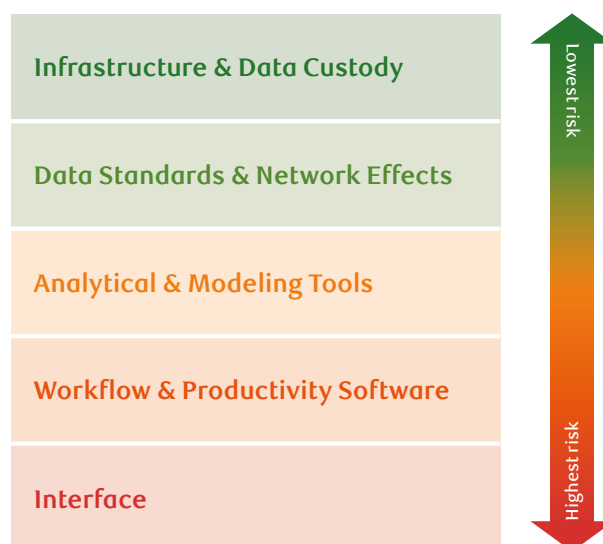 Infrastructure & Data Custody
Lowest risk
Data Standards & Network Effects
Analytical & Modeling Tools
Workflow & Productivity Software
Highest risk
Interface